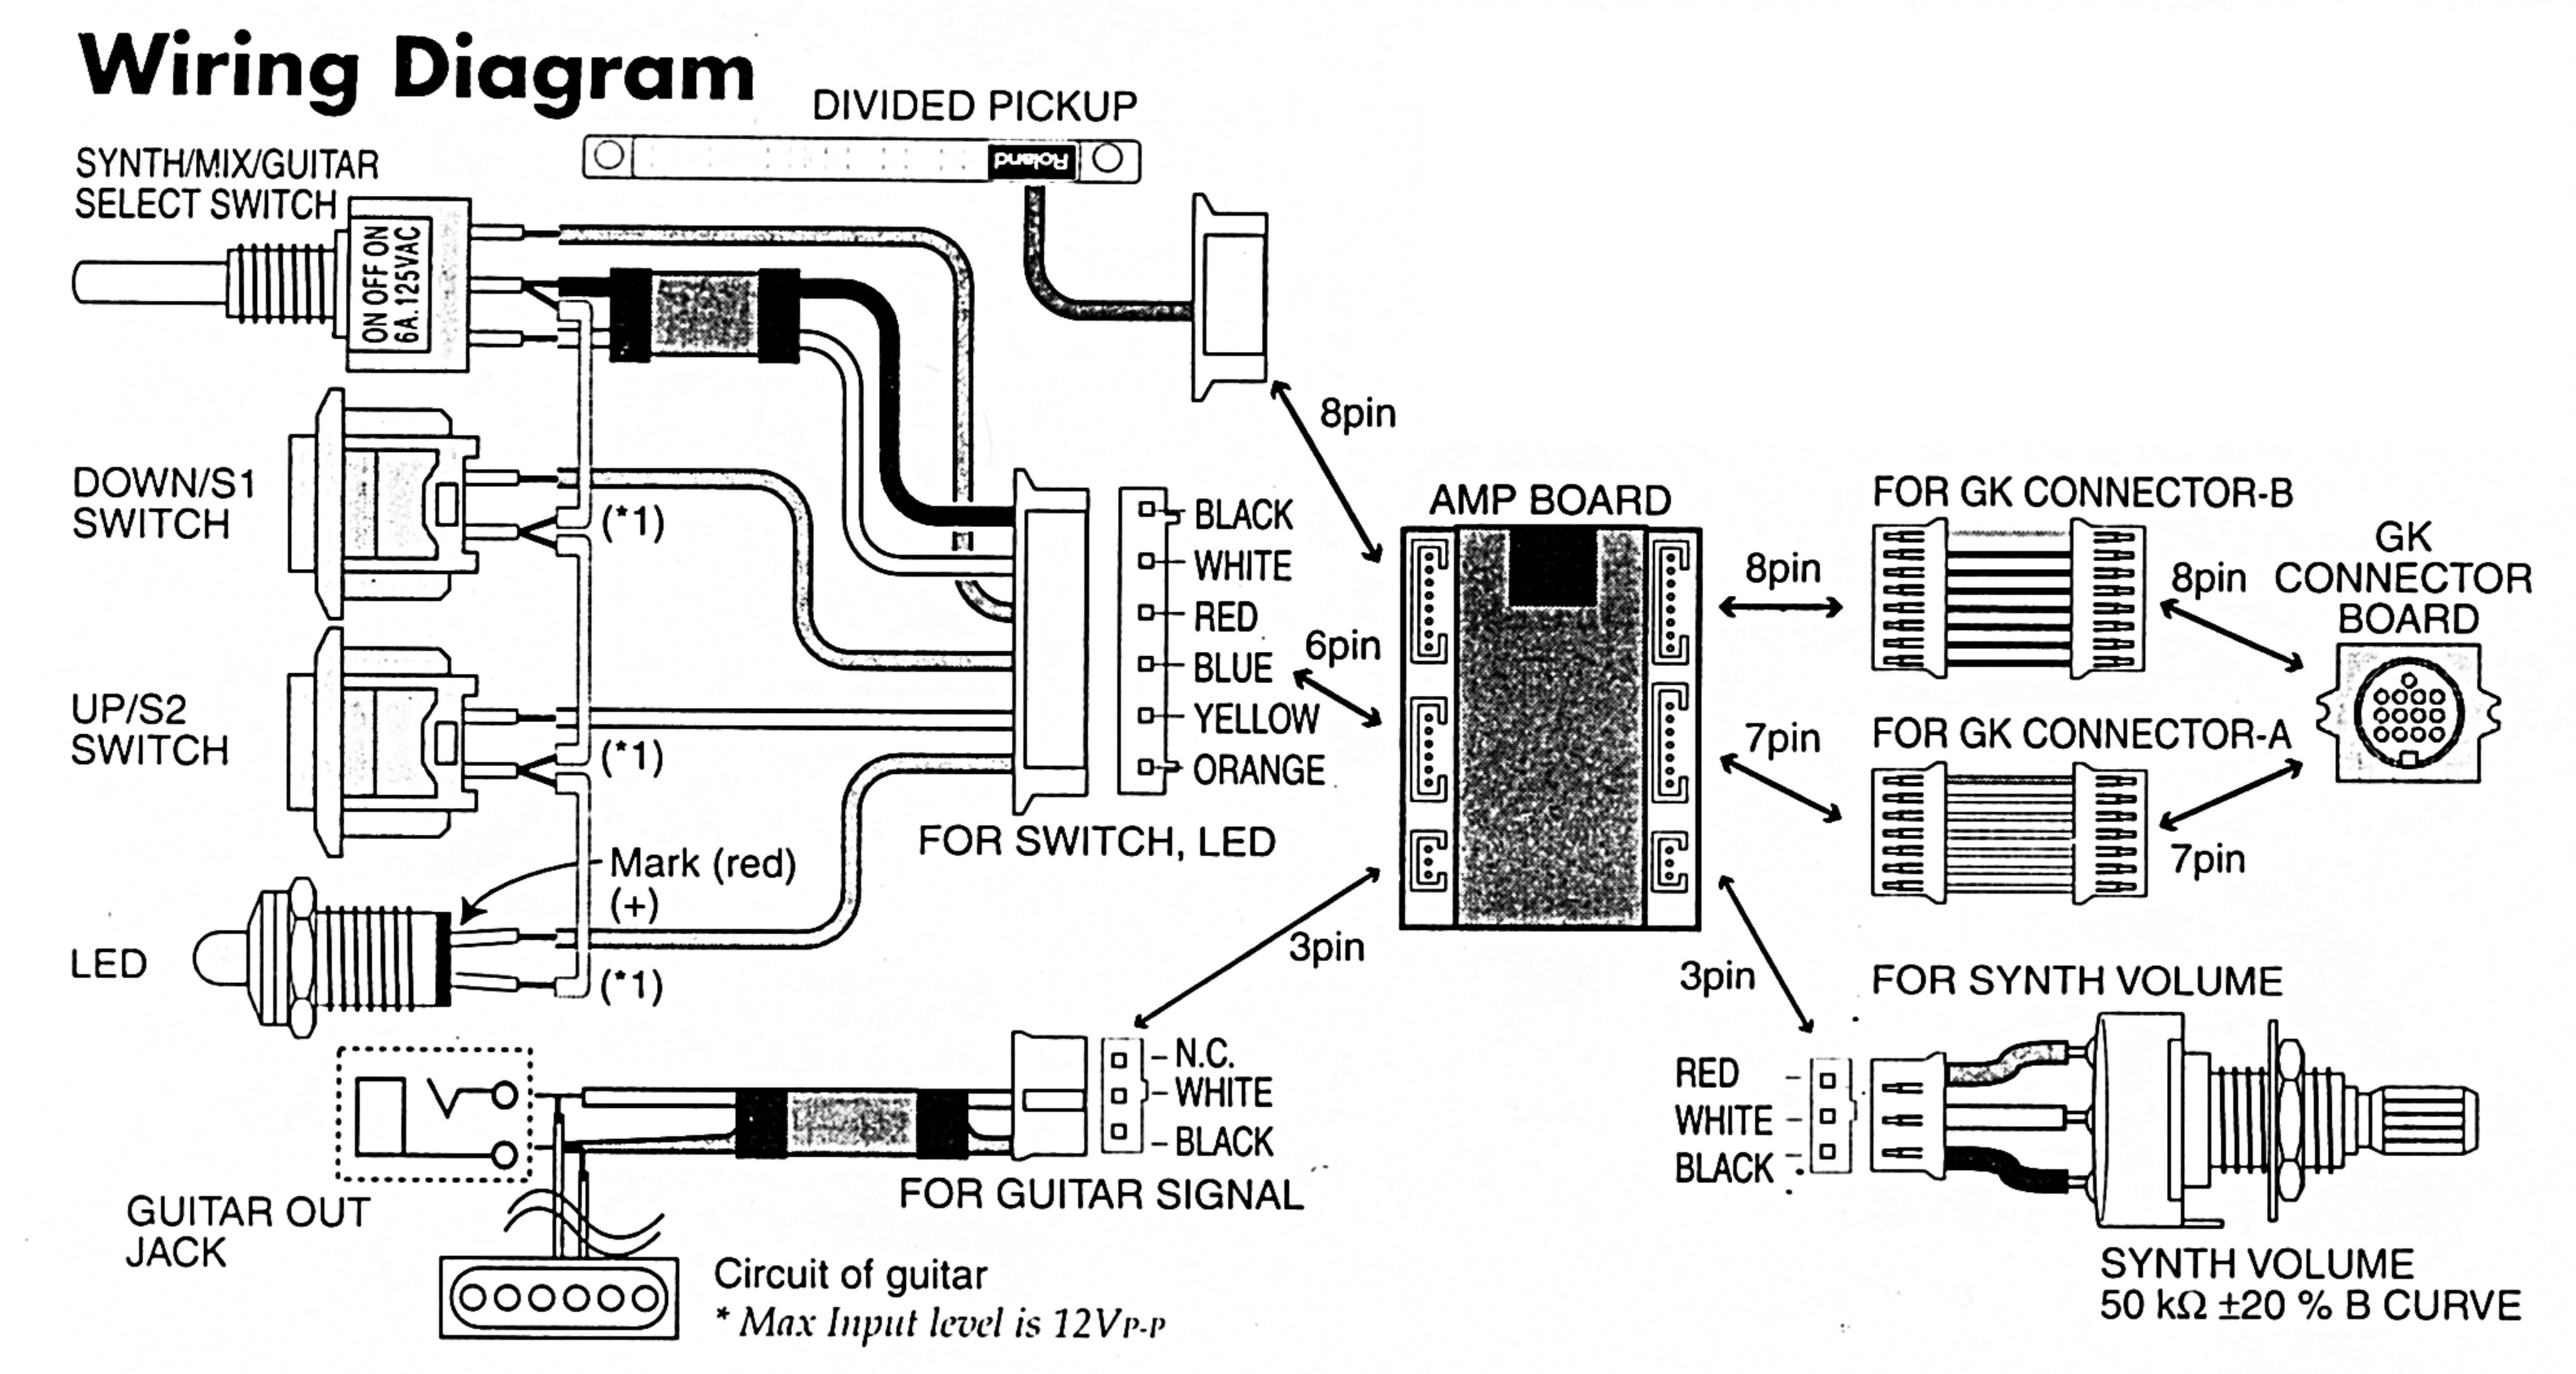 Wiring Diagram
DIVIDED PICKUP
Roland
SYNTH/MIX/GUITAR
SELECT SWITCH
ON OFF ON
6A.125VAC
8pin
DOWN/S1
SWITCH
(*1)
BLACK
WHITE
RED
BLUE
YELLOW
ORANGE
6pin
AMP BOARD
FOR GK CONNECTOR-B
8pin
8pin
GK
CONNECTOR
BOARD
UP/S2
SWITCH
(*1)
7pin
FOR GK CONNECTOR-A
7pin
FOR SWITCH, LED
Mark (red)
(+)
LED
(*1)
3pin
3pin
FOR SYNTH VOLUME
N.C.
WHITE
BLACK
RED
WHITE
BLACK
FOR GUITAR SIGNAL
GUITAR OUT
JACK
Circuit of guitar
* Max Input level is 12VP-P
SYNTH VOLUME
50 kΩ ±20 % B CURVE